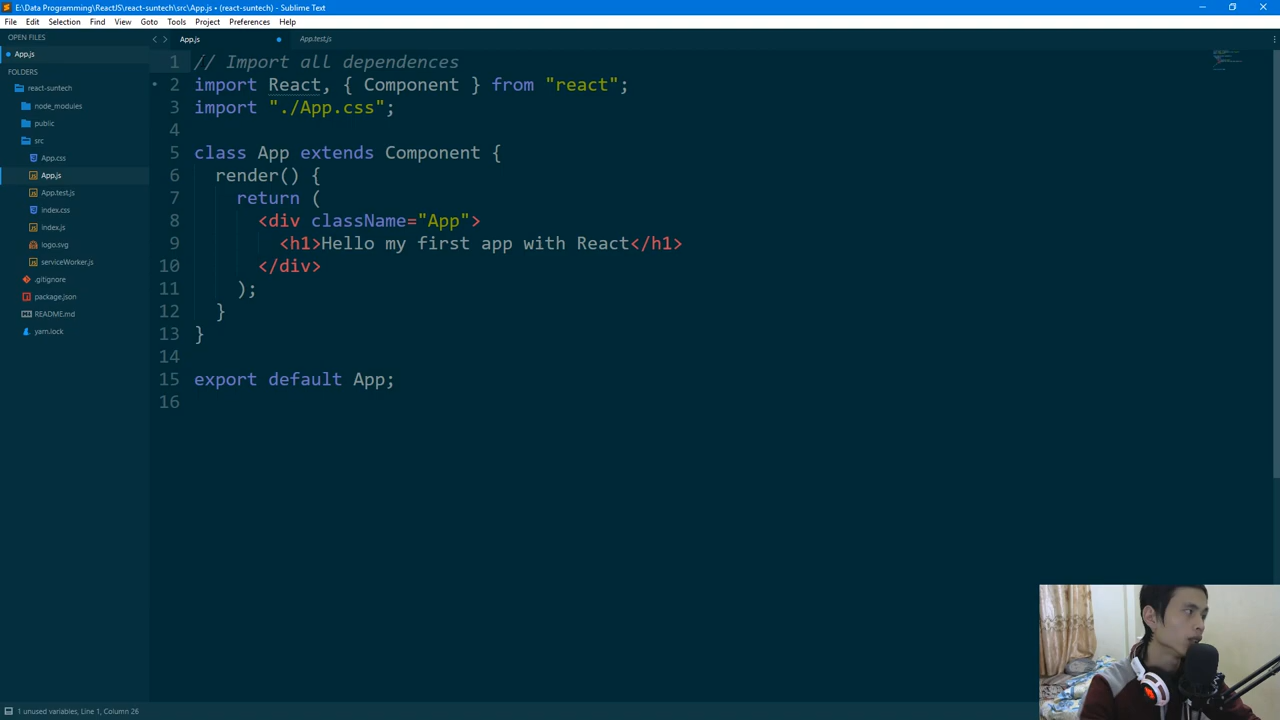 E:\Data Programming\ReactJS\react-suntech\src\App.js • (react-suntech) - Sublime Text
File Edit Selection Find View Goto Tools Project Preferences Help
OPEN FILES
App.js
FOLDERS
react-suntech
node_modules
public
src
App.css
App.js
App.test.js
index.css
index.js
logo.svg
serviceWorker.js
.gitignore
package.json
README.md
yarn.lock
App.js App.test.js
1 // Import all dependences
2 import React, { Component } from "react";
3 import "./App.css";
4
5 class App extends Component {
6 render() {
7 return (
8 <div className="App">
9 <h1>Hello my first app with React</h1>
10 </div>
11 );
12 }
13 }
14
15 export default App;
16
1 unused variables, Line 1, Column 26